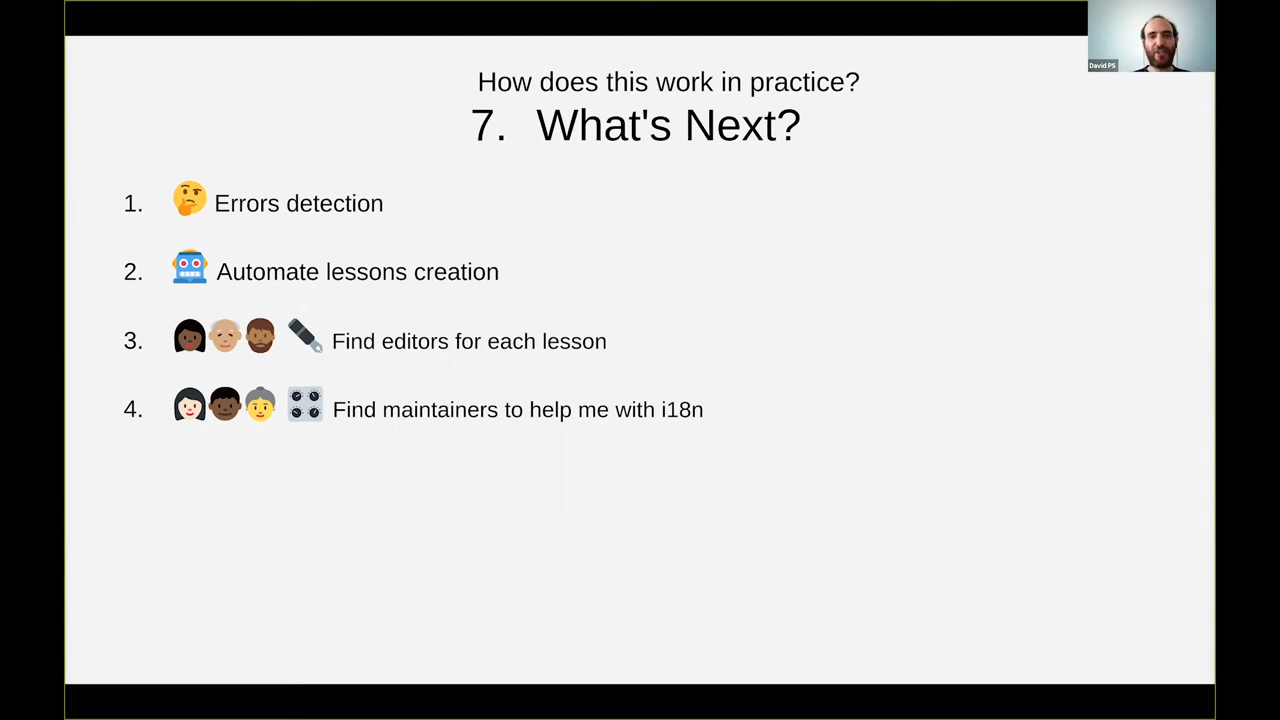 David PS
How does this work in practice?
7. What's Next?
1. Errors detection
2. Automate lessons creation
3. Find editors for each lesson
4. Find maintainers to help me with i18n